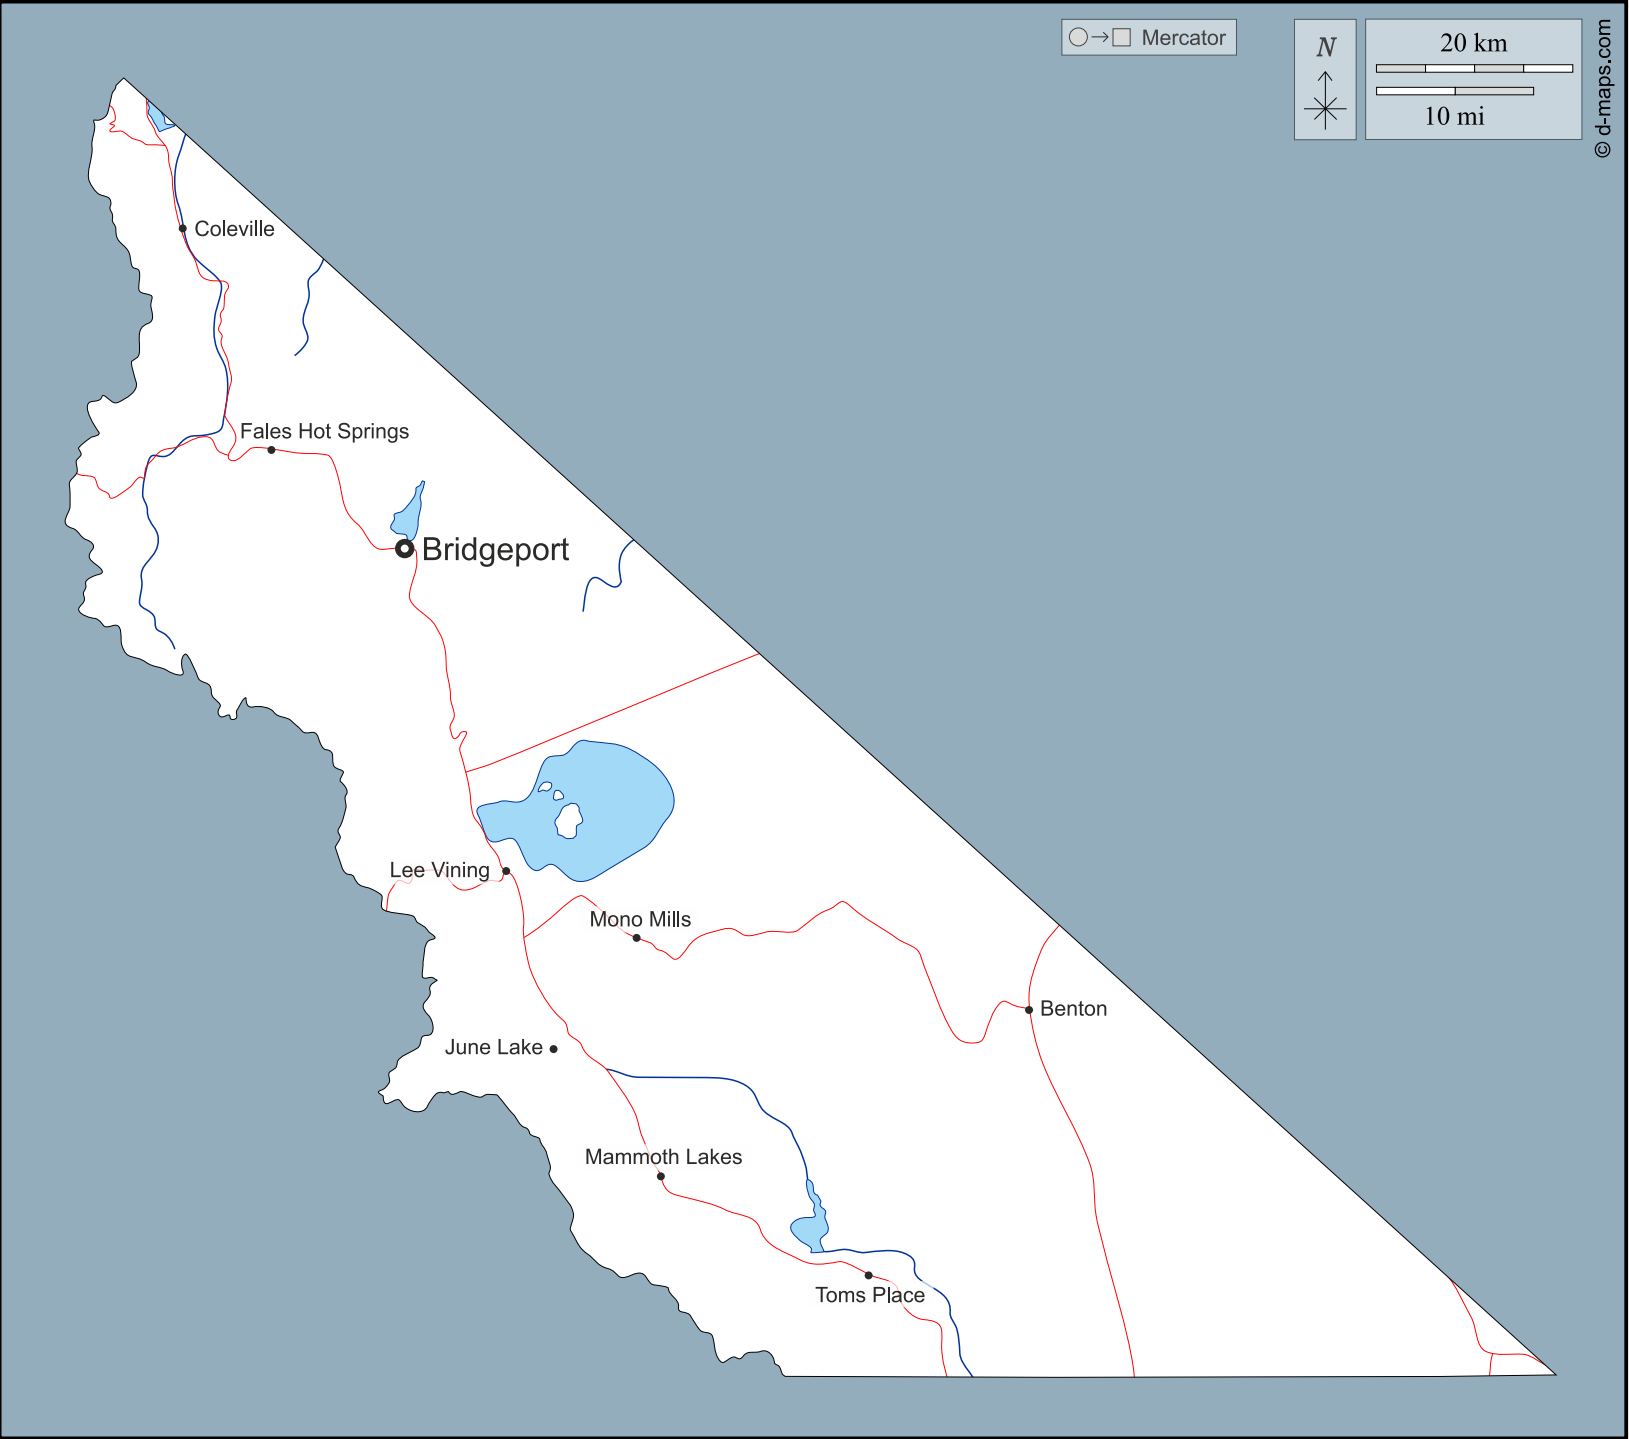 Mercator
N
20 km
10 mi
© d-maps.com
Coleville
Fales Hot Springs
Bridgeport
Lee Vining
Mono Mills
Benton
June Lake
Mammoth Lakes
Toms Place